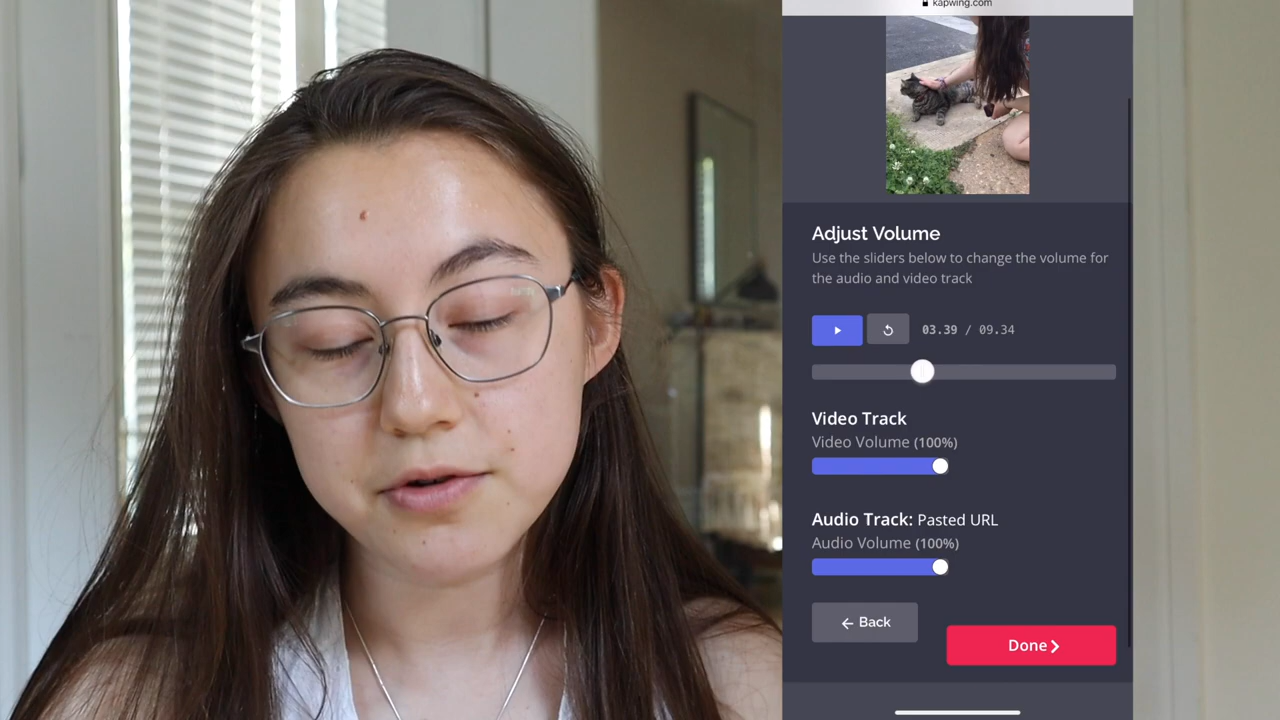 kapwing.com
Adjust Volume
Use the sliders below to change the volume for
the audio and video track
03.39 / 09.34
Video Track
Video Volume (100%)
Audio Track: Pasted URL
Audio Volume (100%)
← Back
Done ❯